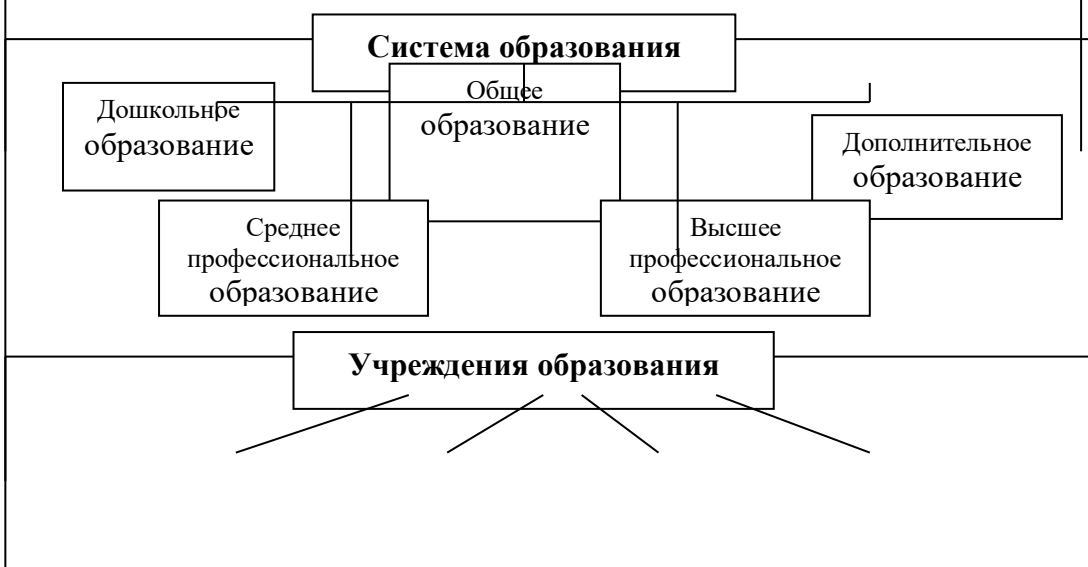 Система образования
Дошкольное
образование
Общее
образование
Дополнительное
образование
Среднее
профессиональное
образование
Высшее
профессиональное
образование
Учреждения образования